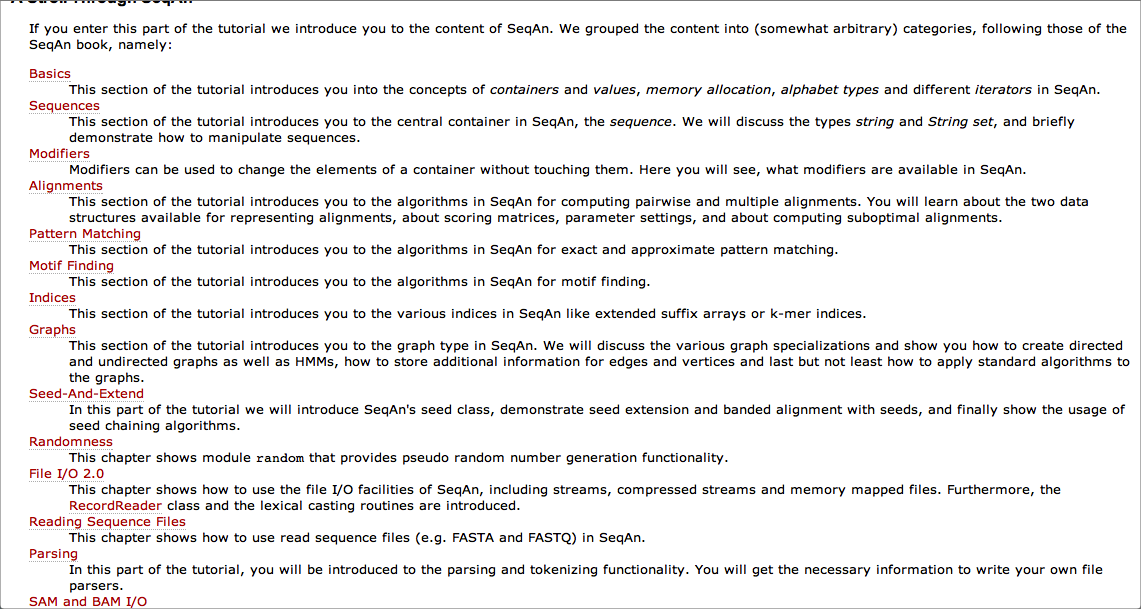 A Stroll Through SeqAn
If you enter this part of the tutorial we introduce you to the content of SeqAn. We grouped the content into (somewhat arbitrary) categories, following those of the
SeqAn book, namely:
Basics
This section of the tutorial introduces you into the concepts of containers and values, memory allocation, alphabet types and different iterators in SeqAn.
Sequences
This section of the tutorial introduces you to the central container in SeqAn, the sequence. We will discuss the types string and String set, and briefly
demonstrate how to manipulate sequences.
Modifiers
Modifiers can be used to change the elements of a container without touching them. Here you will see, what modifiers are available in SeqAn.
Alignments
This section of the tutorial introduces you to the algorithms in SeqAn for computing pairwise and multiple alignments. You will learn about the two data
structures available for representing alignments, about scoring matrices, parameter settings, and about computing suboptimal alignments.
Pattern Matching
This section of the tutorial introduces you to the algorithms in SeqAn for exact and approximate pattern matching.
Motif Finding
This section of the tutorial introduces you to the algorithms in SeqAn for motif finding.
Indices
This section of the tutorial introduces you to the various indices in SeqAn like extended suffix arrays or k-mer indices.
Graphs
This section of the tutorial introduces you to the graph type in SeqAn. We will discuss the various graph specializations and show you how to create directed
and undirected graphs as well as HMMs, how to store additional information for edges and vertices and last but not least how to apply standard algorithms to
the graphs.
Seed-And-Extend
In this part of the tutorial we will introduce SeqAn's seed class, demonstrate seed extension and banded alignment with seeds, and finally show the usage of
seed chaining algorithms.
Randomness
This chapter shows module random that provides pseudo random number generation functionality.
File I/O 2.0
This chapter shows how to use the file I/O facilities of SeqAn, including streams, compressed streams and memory mapped files. Furthermore, the
RecordReader class and the lexical casting routines are introduced.
Reading Sequence Files
This chapter shows how to use read sequence files (e.g. FASTA and FASTQ) in SeqAn.
Parsing
In this part of the tutorial, you will be introduced to the parsing and tokenizing functionality. You will get the necessary information to write your own file
parsers.
SAM and BAM I/O